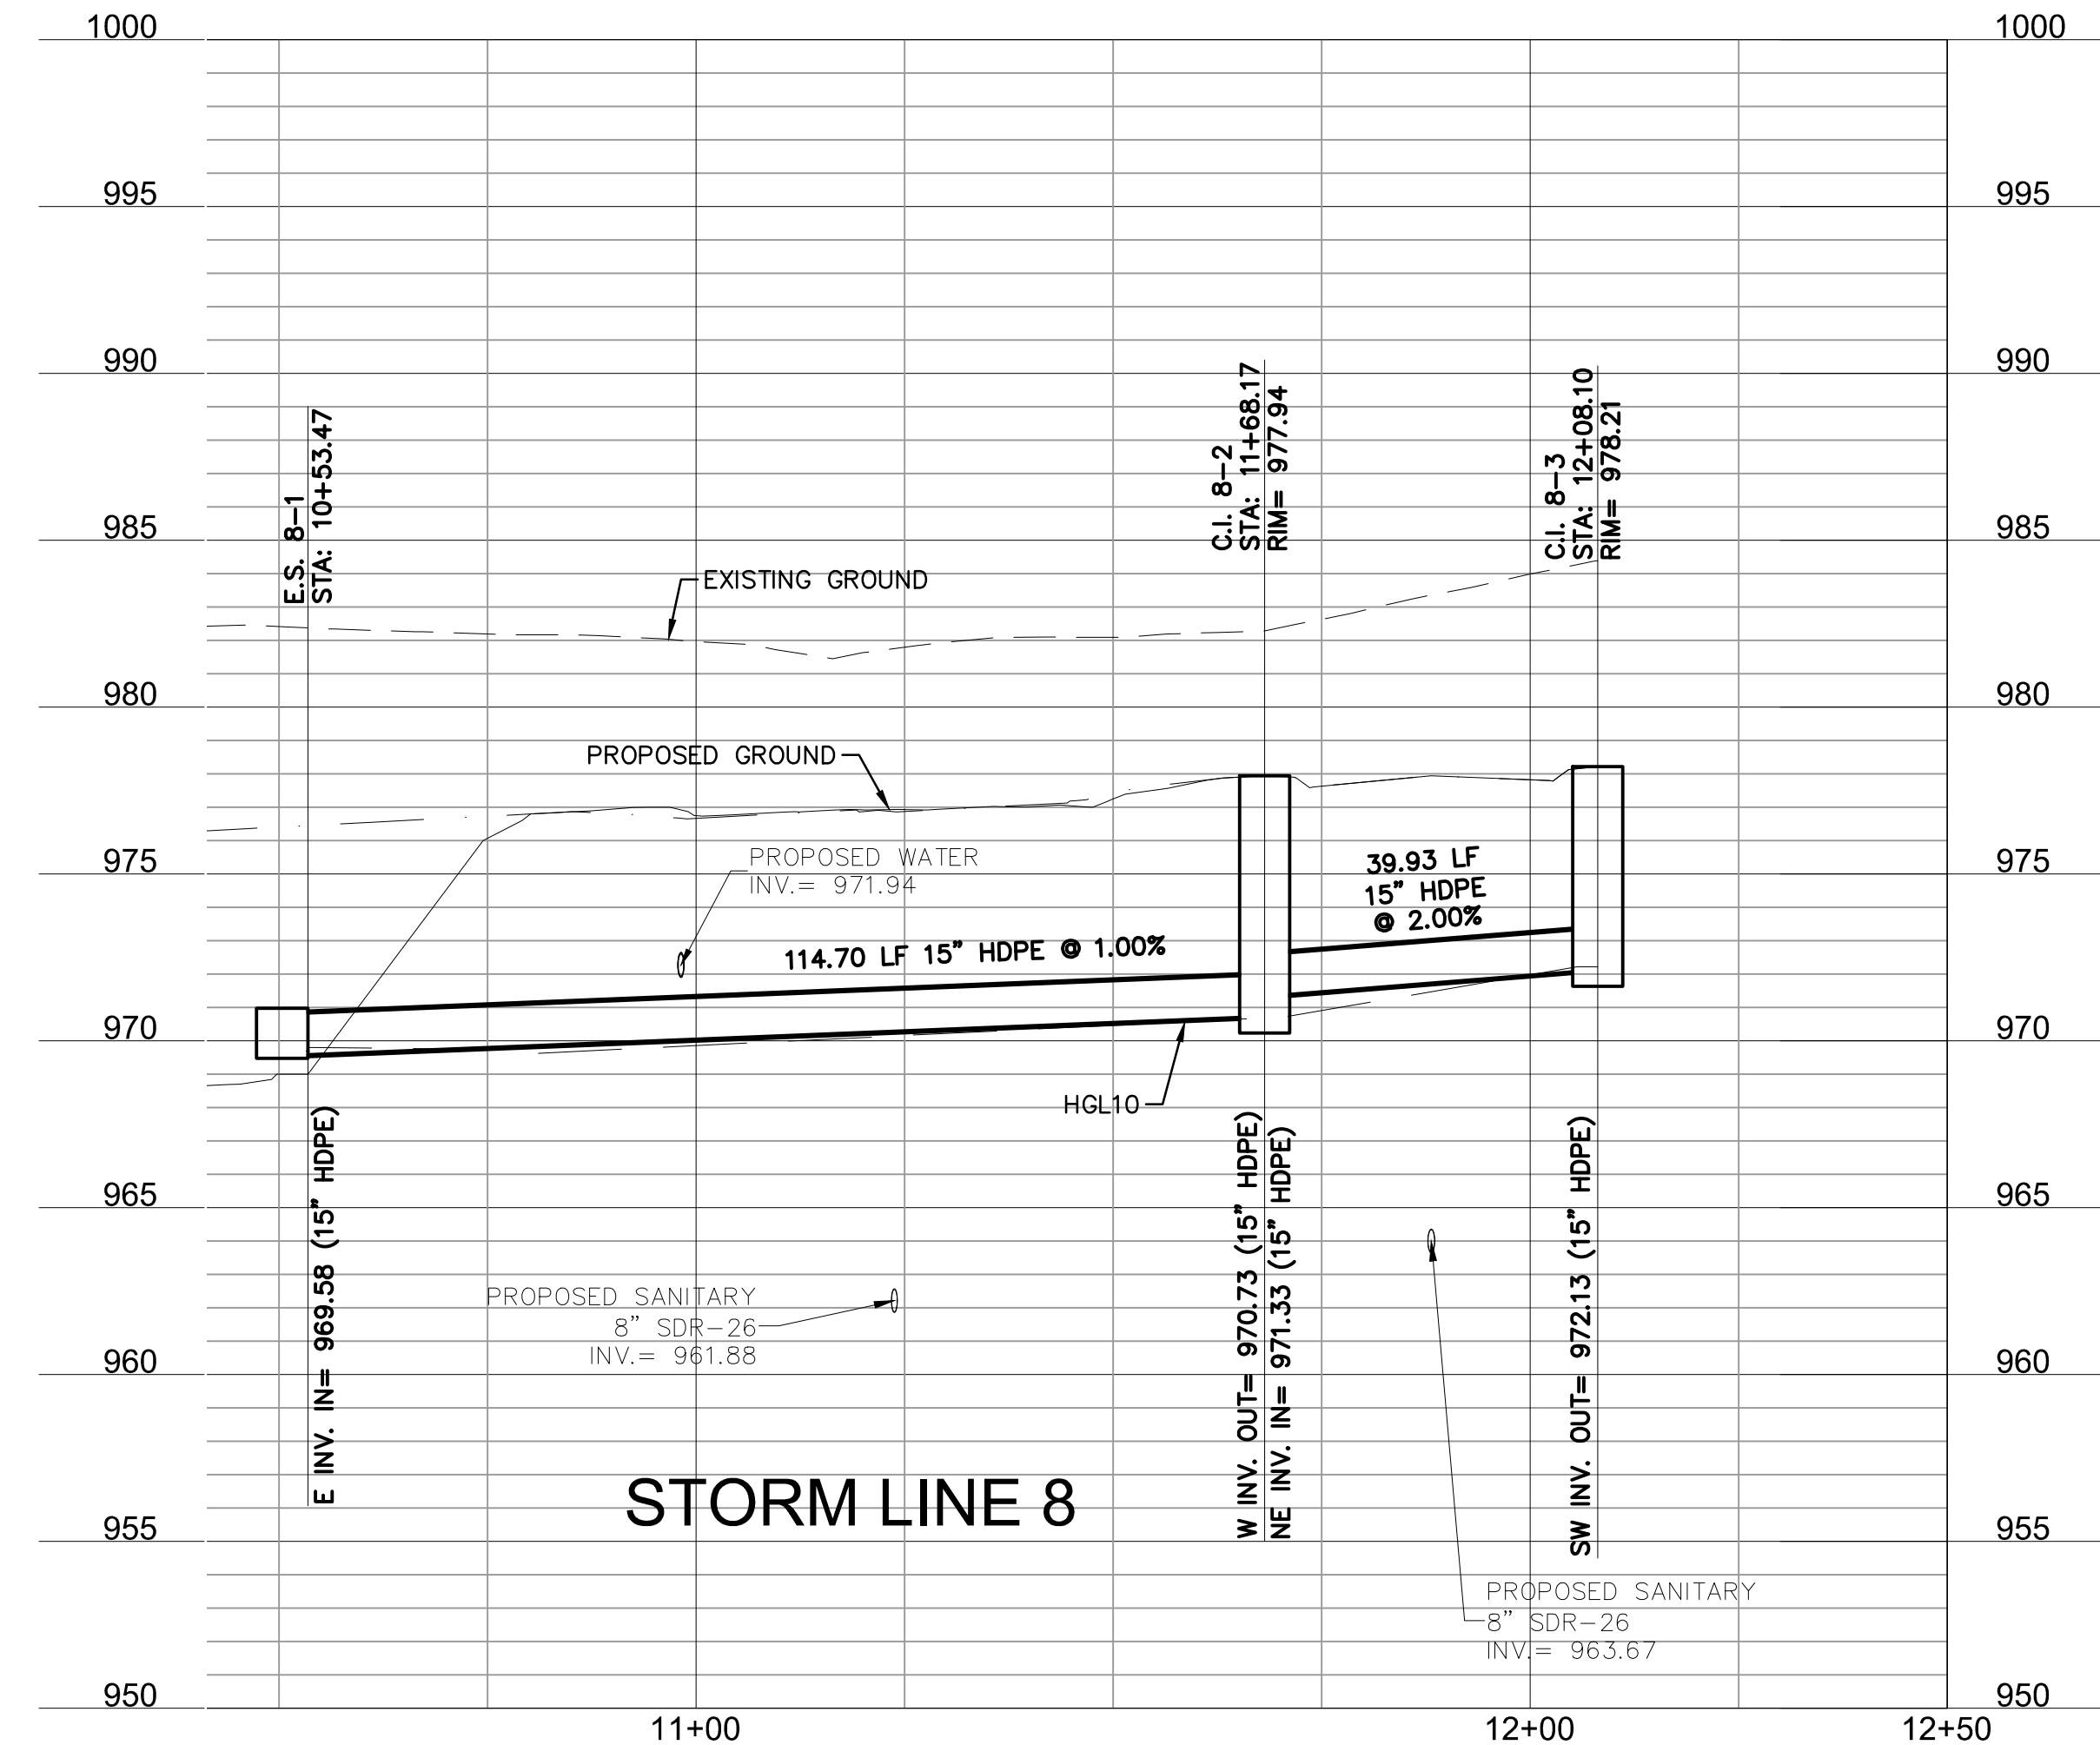 1000
1000
995
995
990
990
E.S. 8-1
STA: 10+53.47
C.I. 8-2
STA: 11+68.17
RIM= 977.94
C.I. 8-3
STA: 12+08.10
RIM= 978.21
985
985
EXISTING GROUND
980
980
PROPOSED GROUND
975
975
PROPOSED WATER
INV.= 971.94
39.93 LF
15" HDPE
@ 2.00%
114.70 LF 15" HDPE @ 1.00%
970
970
HGL10
E INV. IN= 969.58 (15" HDPE)
W INV. OUT= 970.73 (15" HDPE)
NE INV. IN= 971.33 (15" HDPE)
SW INV. OUT= 972.13 (15" HDPE)
965
965
PROPOSED SANITARY
8" SDR-26
INV.= 961.88
960
960
STORM LINE 8
955
955
PROPOSED SANITARY
8" SDR-26
INV.= 963.67
950
950
11+00
12+00
12+50